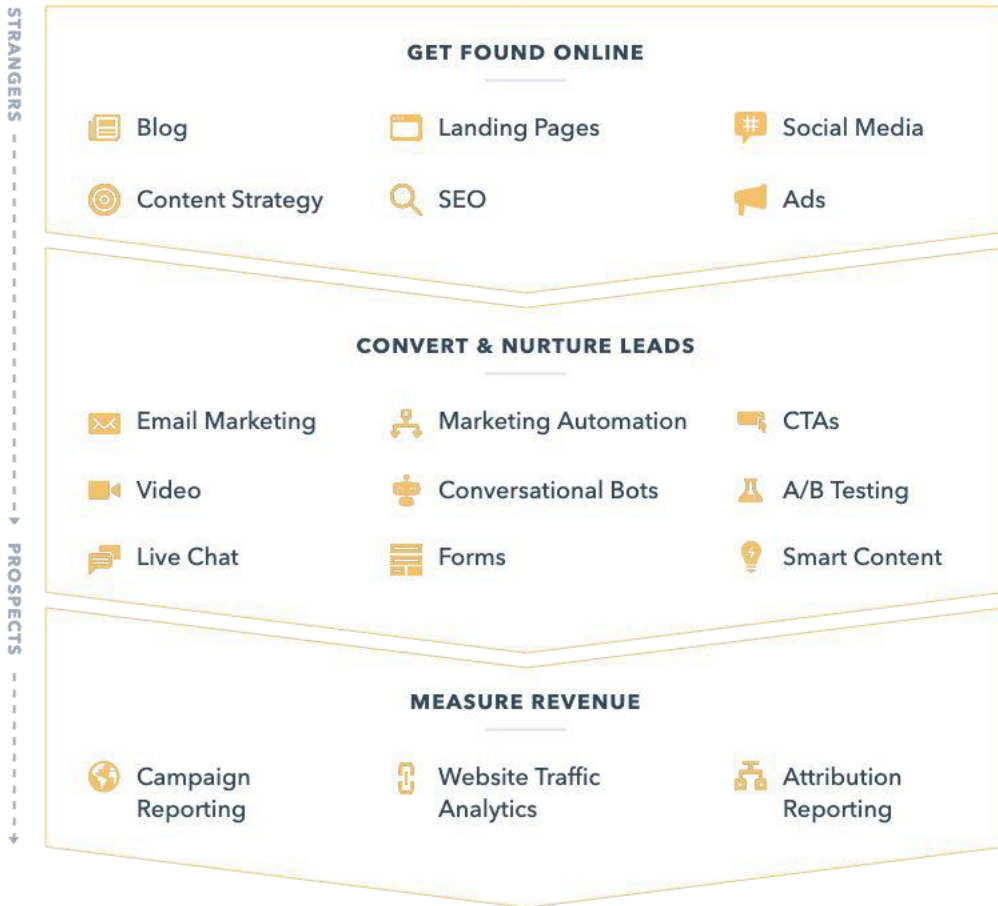 STRANGERS
GET FOUND ONLINE
Blog
Landing Pages
Social Media
Content Strategy
SEO
Ads
CONVERT & NURTURE LEADS
Email Marketing
Marketing Automation
CTAs
Video
Conversational Bots
A/B Testing
PROSPECTS
Live Chat
Forms
Smart Content
MEASURE REVENUE
Campaign
Reporting
Website Traffic
Analytics
Attribution
Reporting